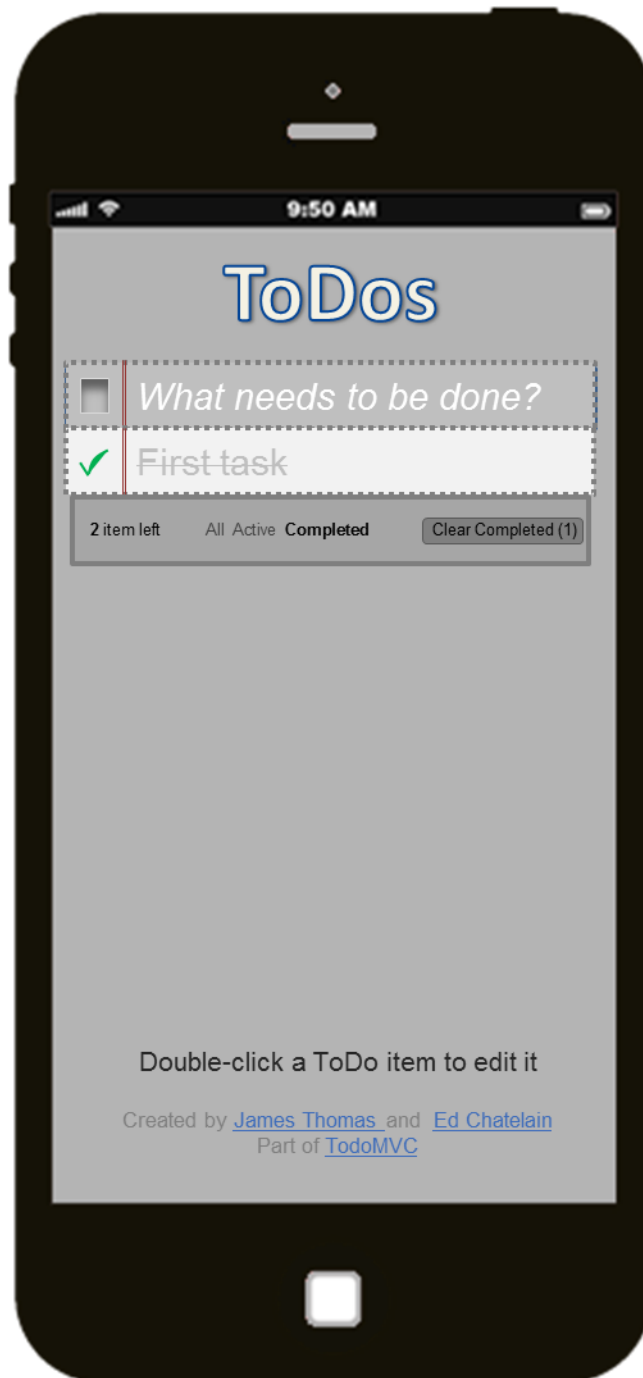 9:50 AM
ToDos
What needs to be done?
First task
2 item left All Active Completed Clear Completed (1)
Double-click a ToDo item to edit it
Created by James Thomas and Ed Chatelain
Part of TodoMVC